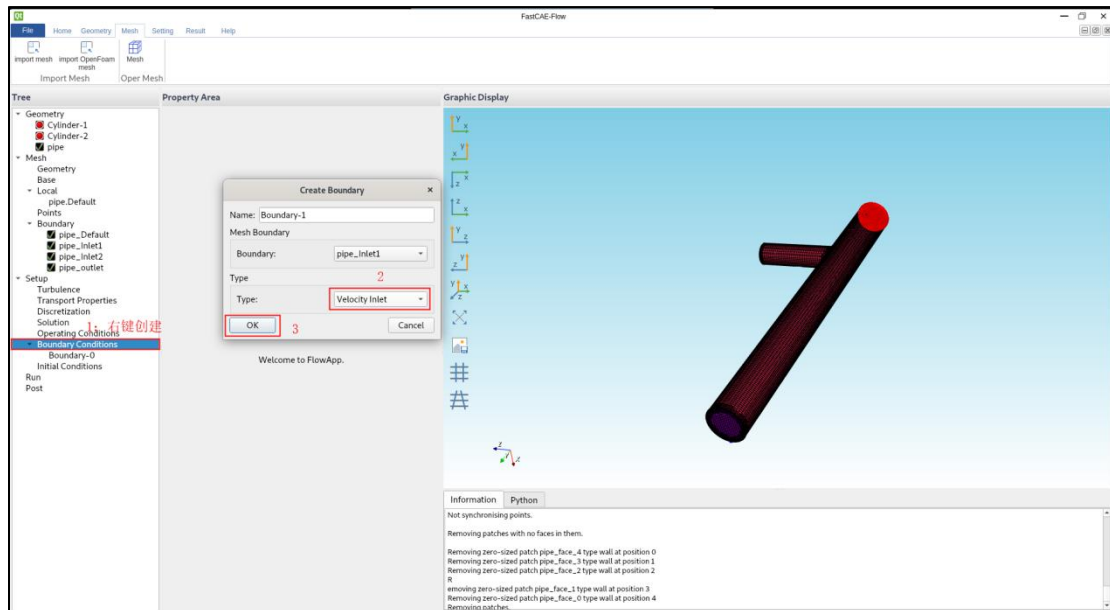 Qt
FastCAE-Flow
File Home Geometry Mesh Setting Result Help
import mesh
import OpenFoam mesh
Mesh
Import Mesh
Oper Mesh
Tree
Geometry
Cylinder-1
Cylinder-2
pipe
Mesh
Geometry
Base
Local
pipe.Default
Points
Boundary
pipe_Default
pipe_Inlet1
pipe_Inlet2
pipe_outlet
Setup
Turbulence
Transport Properties
Discretization
Solution
Operating Conditions
1：右键创建
Boundary Conditions
Boundary-0
Initial Conditions
Run
Post
Property Area
Create Boundary
Name: Boundary-1
Mesh Boundary
Boundary: pipe_Inlet1
Type
2
Type: Velocity Inlet
OK
3
Cancel
Welcome to FlowApp.
Graphic Display
Y x
x Y
z x
z x
Y z
z Y
Y x z
z
Y
Information Python
Not synchronising points.
Removing patches with no faces in them.
Removing zero-sized patch pipe_face_4 type wall at position 0
Removing zero-sized patch pipe_face_3 type wall at position 1
Removing zero-sized patch pipe_face_2 type wall at position 2
R
emoving zero-sized patch pipe_face_1 type wall at position 3
Removing zero-sized patch pipe_face_0 type wall at position 4
Removing patches.